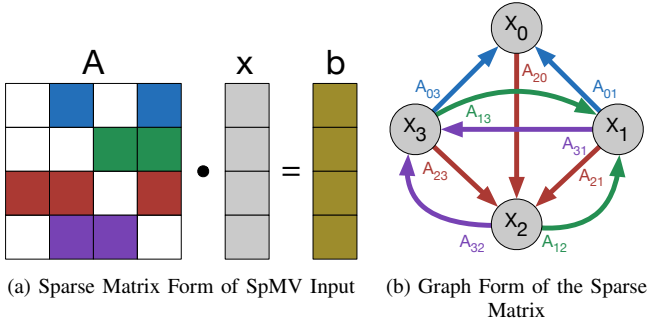 A x b
• =
X0
A20
A03 A01
A13
X3 X1
A31
A23 A21
X2
A32 A12
(a) Sparse Matrix Form of SpMV Input
(b) Graph Form of the Sparse
Matrix